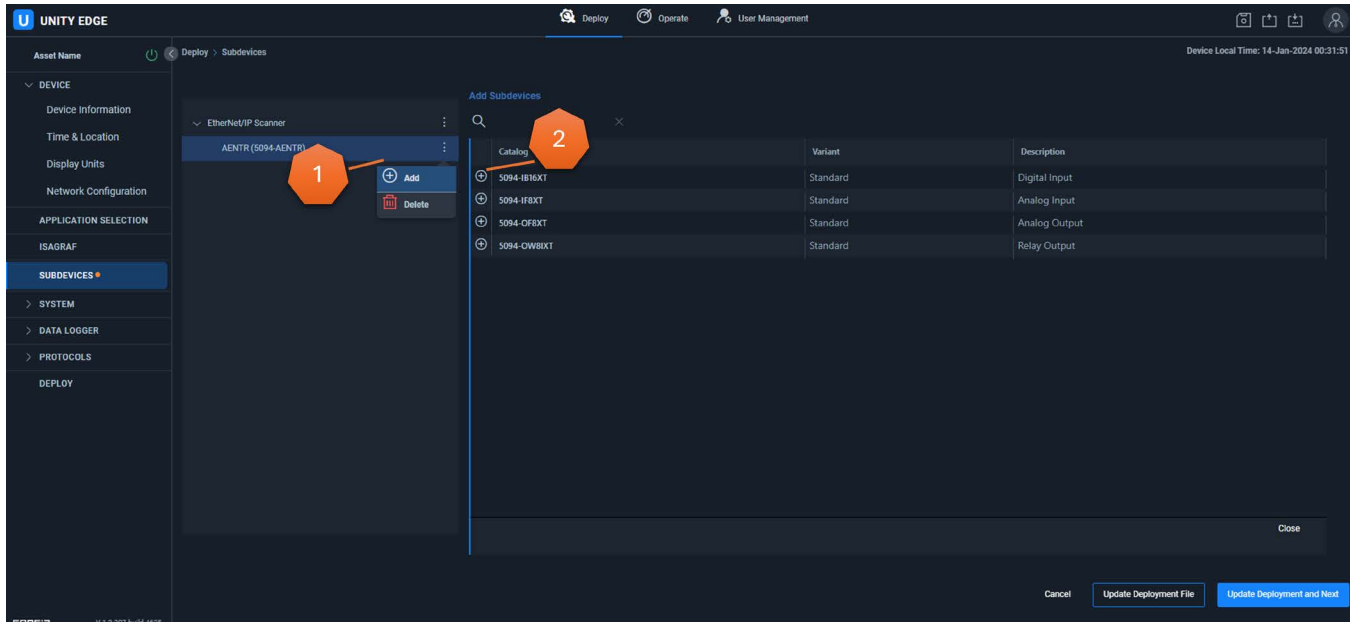 U UNITY EDGE
Deploy
Operate
User Management
Asset Name
Deploy > Subdevices
Device Local Time: 14-Jan-2024 00:31:51
DEVICE
Device Information
Time & Location
Display Units
Network Configuration
APPLICATION SELECTION
ISAGRAF
SUBDEVICES
SYSTEM
DATA LOGGER
PROTOCOLS
DEPLOY
EtherNet/IP Scanner
AENTR (5094-AENTR)
1
Add
Delete
Add Subdevices
2
Catalog Variant Description
5094-IB16XT Standard Digital Input
5094-IF8XT Standard Analog Input
5094-OF8XT Standard Analog Output
5094-OW8IXT Standard Relay Output
Close
Cancel
Update Deployment File
Update Deployment and Next